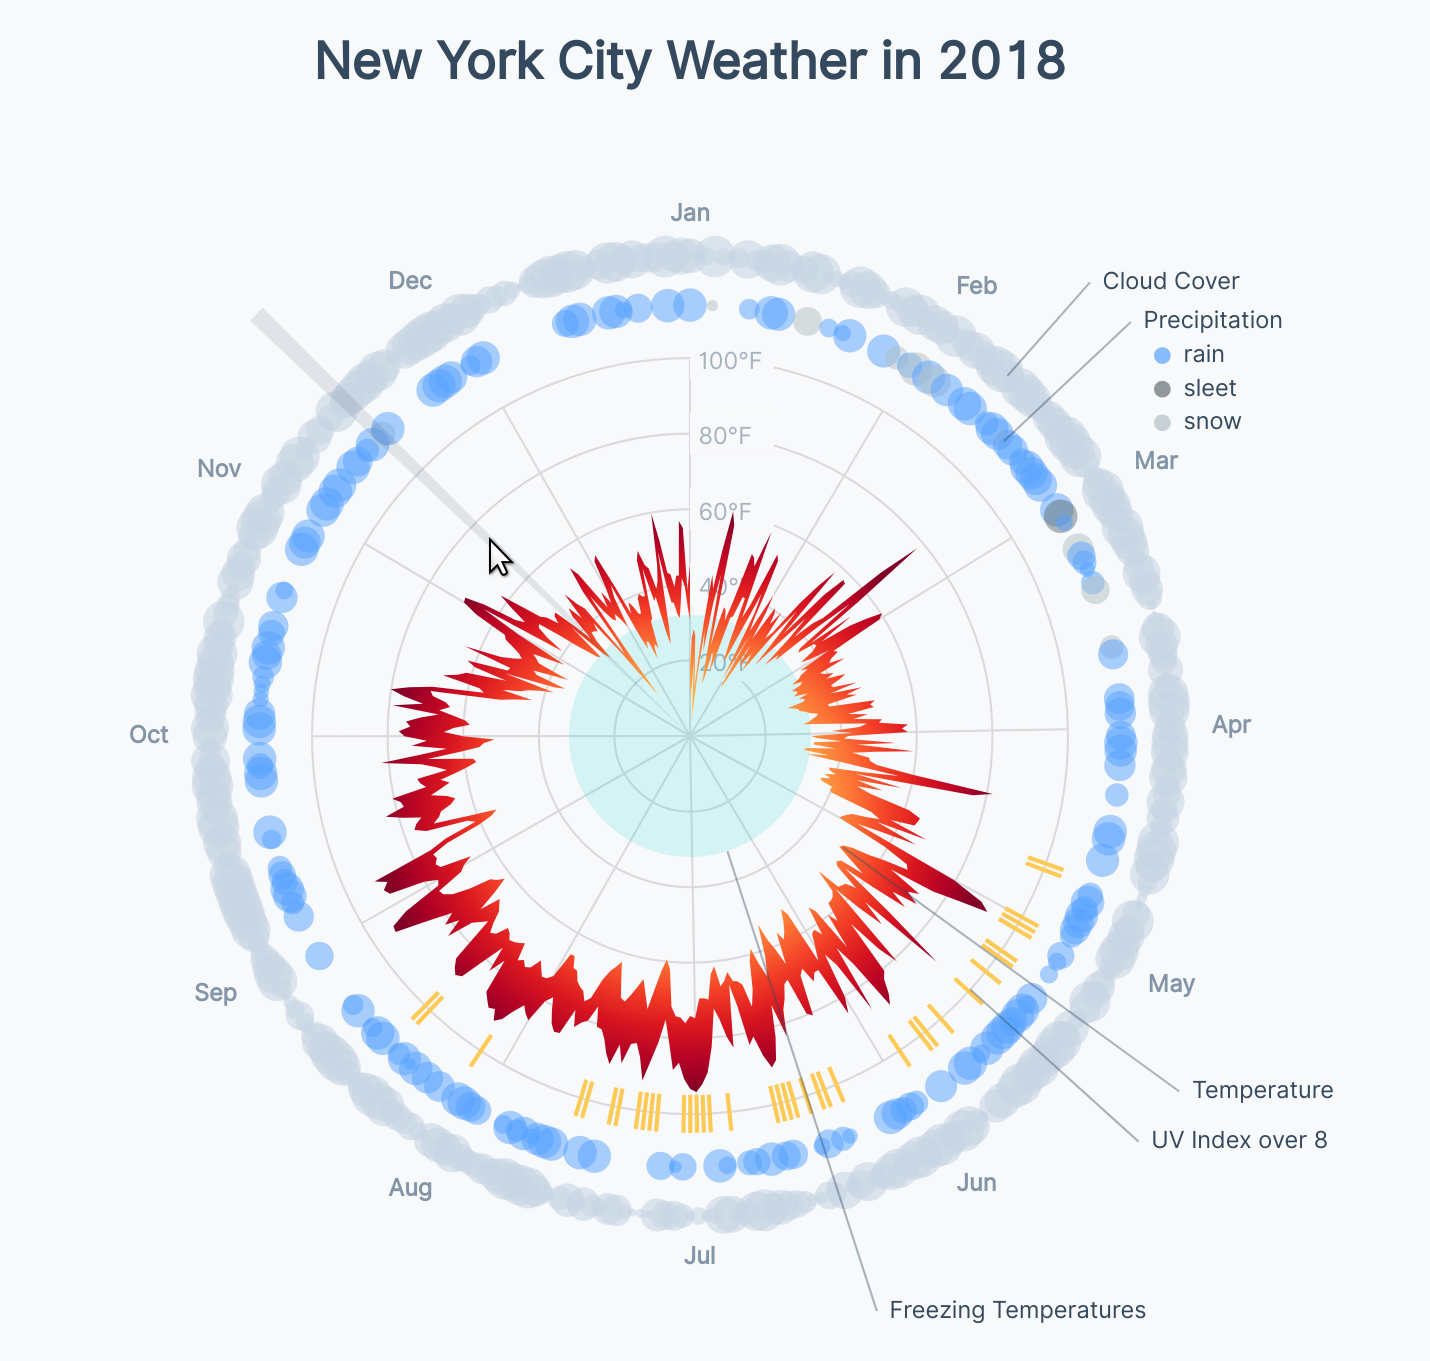 New York City Weather in 2018
Jan
Dec
Feb
Cloud Cover
Precipitation
rain
sleet
snow
100°F
80°F
60°F
40°F
20°F
Nov
Mar
Oct
Apr
Sep
May
Temperature
UV Index over 8
Aug
Jun
Jul
Freezing Temperatures